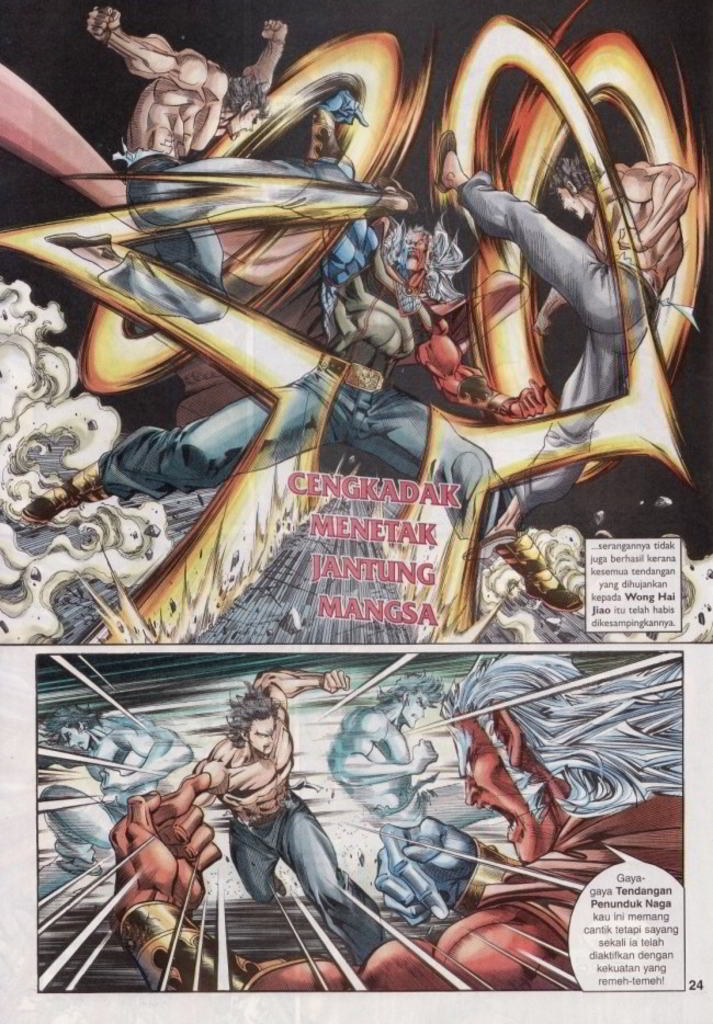 CENGKADAK
MENETAK
JANTUNG
MANGSA
...serangannya tidak
juga berhasil kerana
kesemua tendangan
yang dihujankan
kepada Wong Hai
Jiao itu telah habis
dikesampingkannya.
Gaya-
gaya Tendangan
Penunduk Naga
kau ini memang
cantik tetapi sayang
sekali ia telah
diaktifkan dengan
kekuatan yang
remeh-temeh!
24